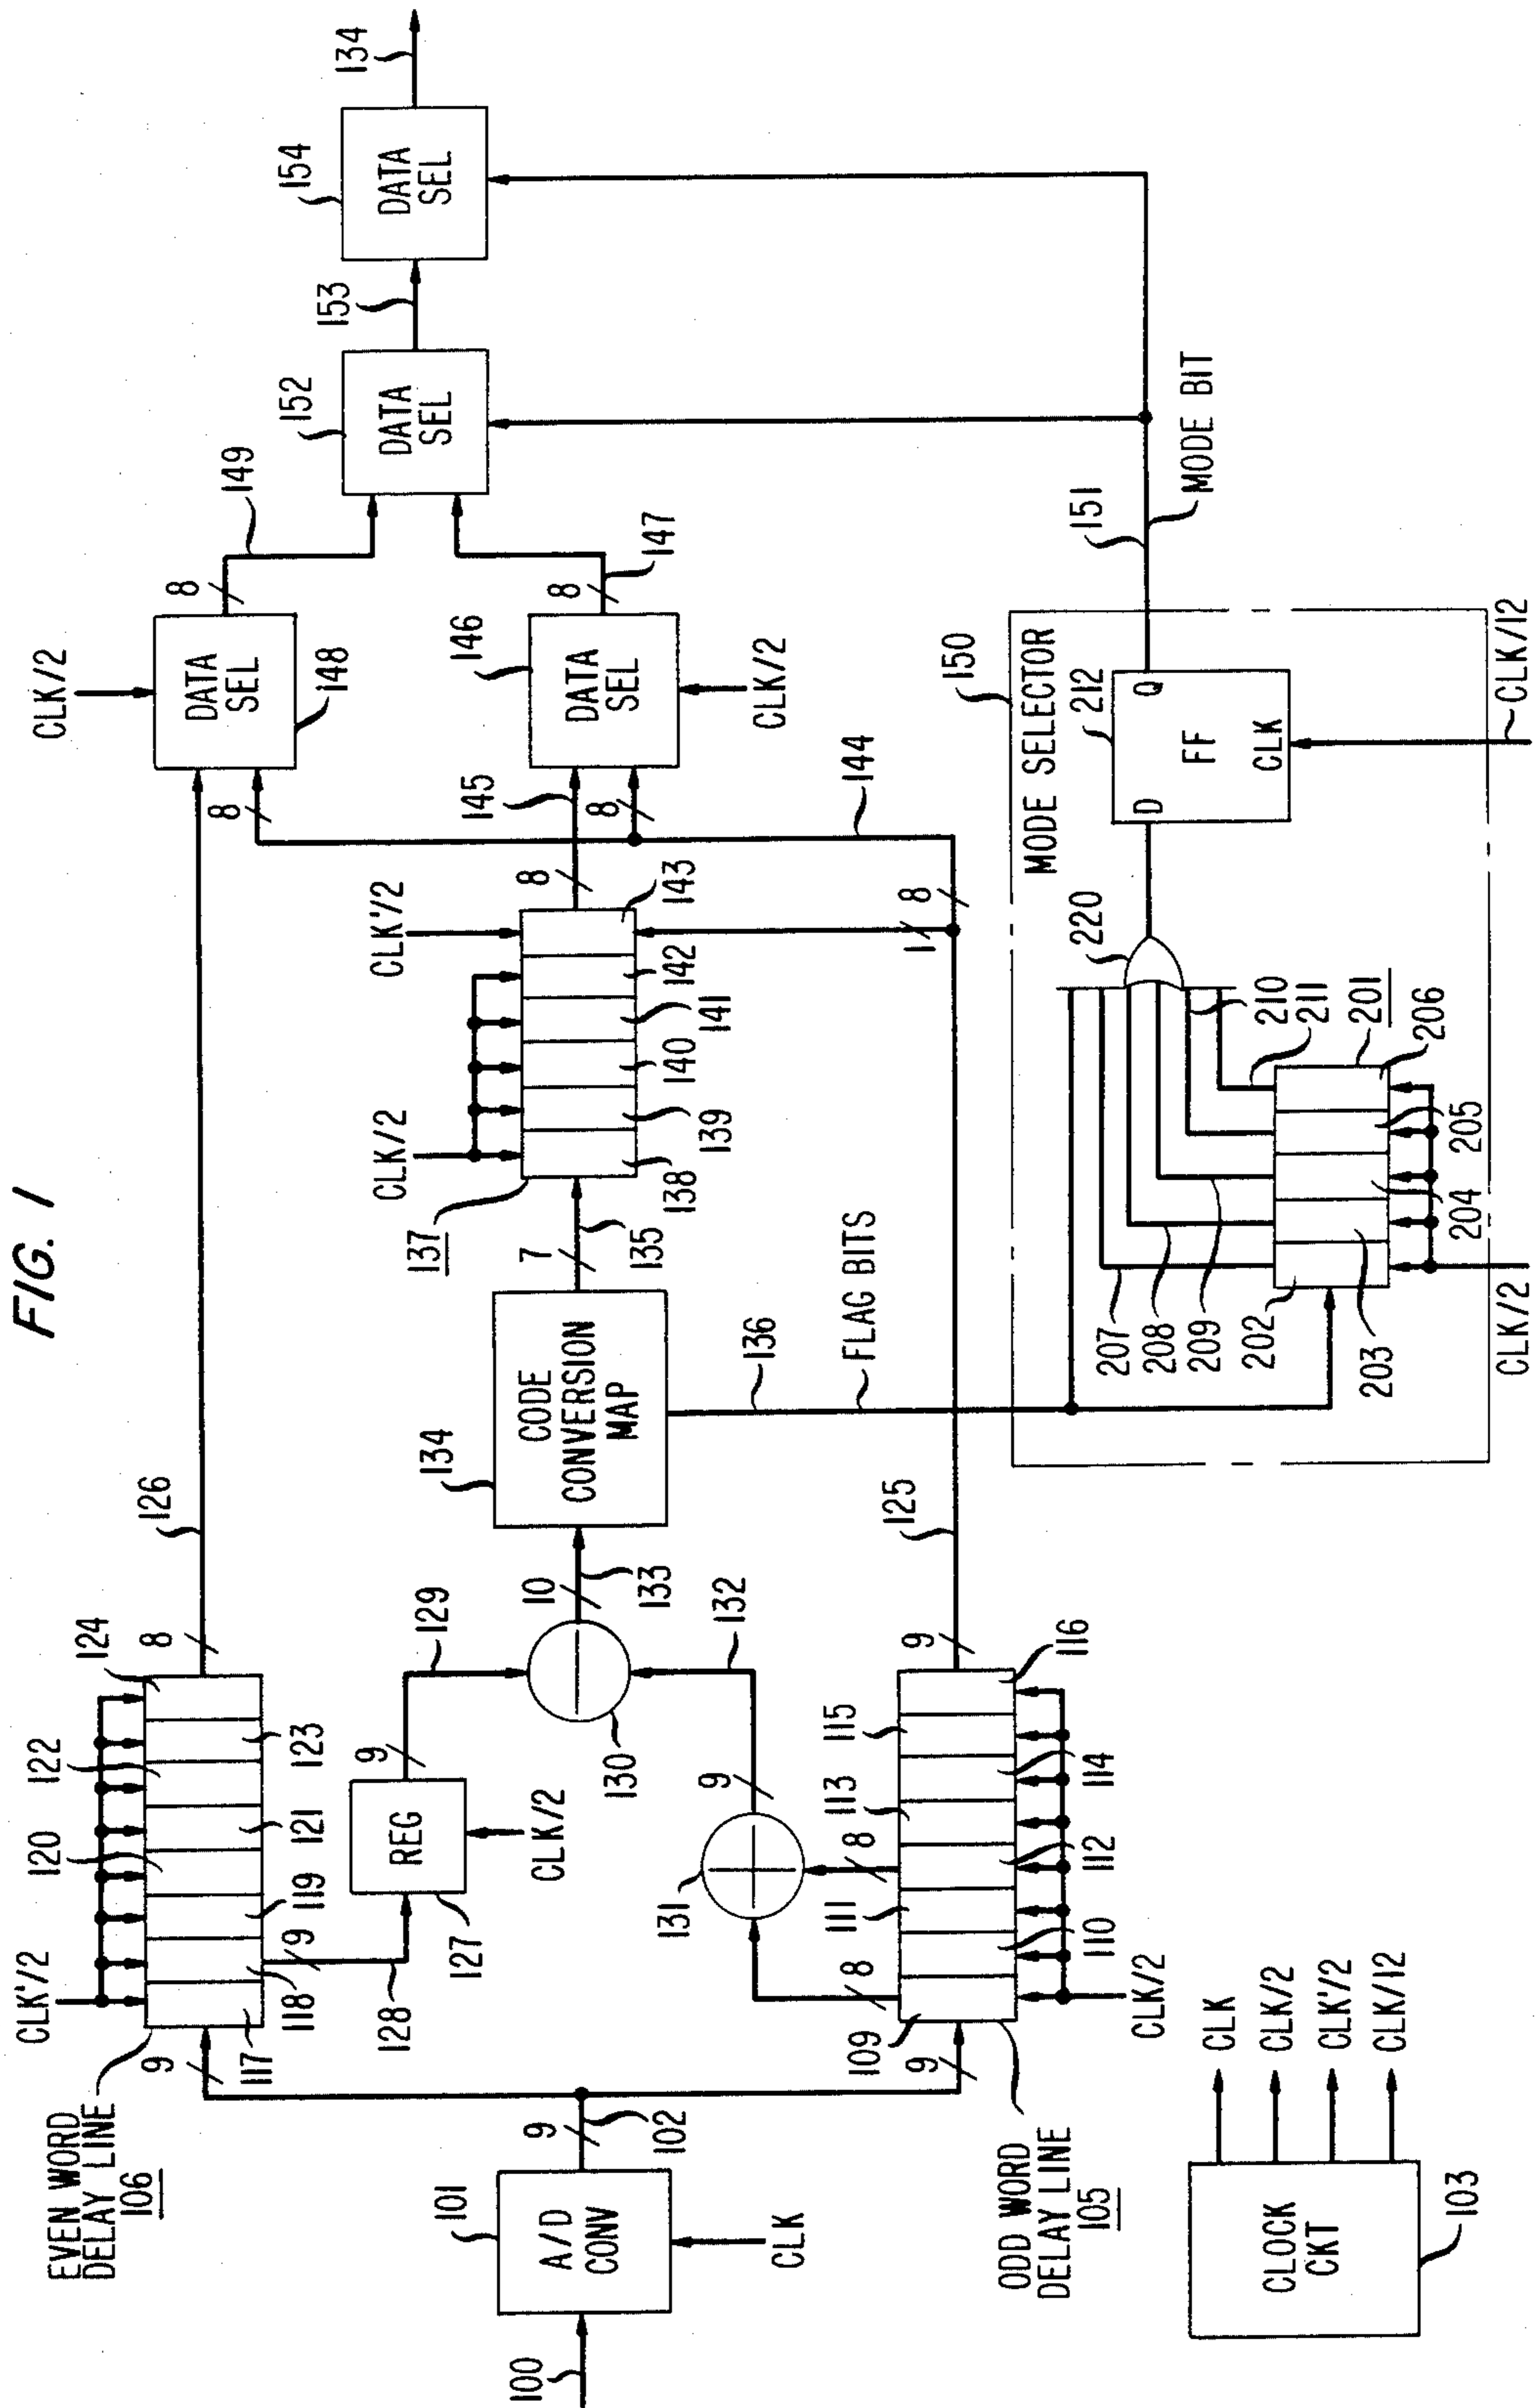 FIG. 1
EVEN WORD
DELAY LINE
106
CLK'/2
117
118
119
120
121
122
123
124
9
9
8
126
128
REG
127
CLK/2
9
129
130
10
133
132
9
131
8
8
100
A/D
CONV
101
CLK
9
102
9
ODD WORD
DELAY LINE
105
109
110
111
112
113
114
115
116
CLK/2
9
125
CLOCK
CKT
103
CLK
CLK/2
CLK'/2
CLK/12
CODE
CONVERSION
MAP
134
7
135
136
FLAG BITS
137
138
139
140
141
142
143
CLK/2
CLK'/2
8
145
1
8
144
8
8
DATA
SEL
146
CLK/2
8
147
CLK/2
DATA
SEL
148
8
149
DATA
SEL
152
153
DATA
SEL
154
134
MODE SELECTOR
150
202
203
204
205
206
201
207
208
209
210
211
220
CLK/2
D
Q
FF
CLK
212
CLK/12
151
MODE BIT